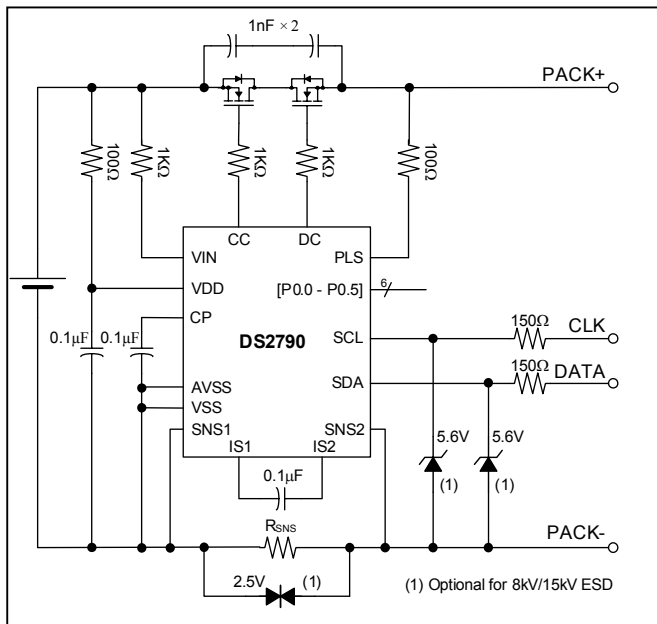 1nF × 2
PACK+
100Ω
1KΩ
1KΩ
1KΩ
100Ω
CC
DC
VIN
PLS
VDD
[P0.0 - P0.5]
6
CP
0.1µF
0.1µF
DS2790
SCL
150Ω
CLK
SDA
150Ω
DATA
AVSS
VSS
SNS1
SNS2
IS1
IS2
5.6V
5.6V
(1)
(1)
0.1µF
RSNS
PACK-
2.5V
(1)
(1) Optional for 8kV/15kV ESD